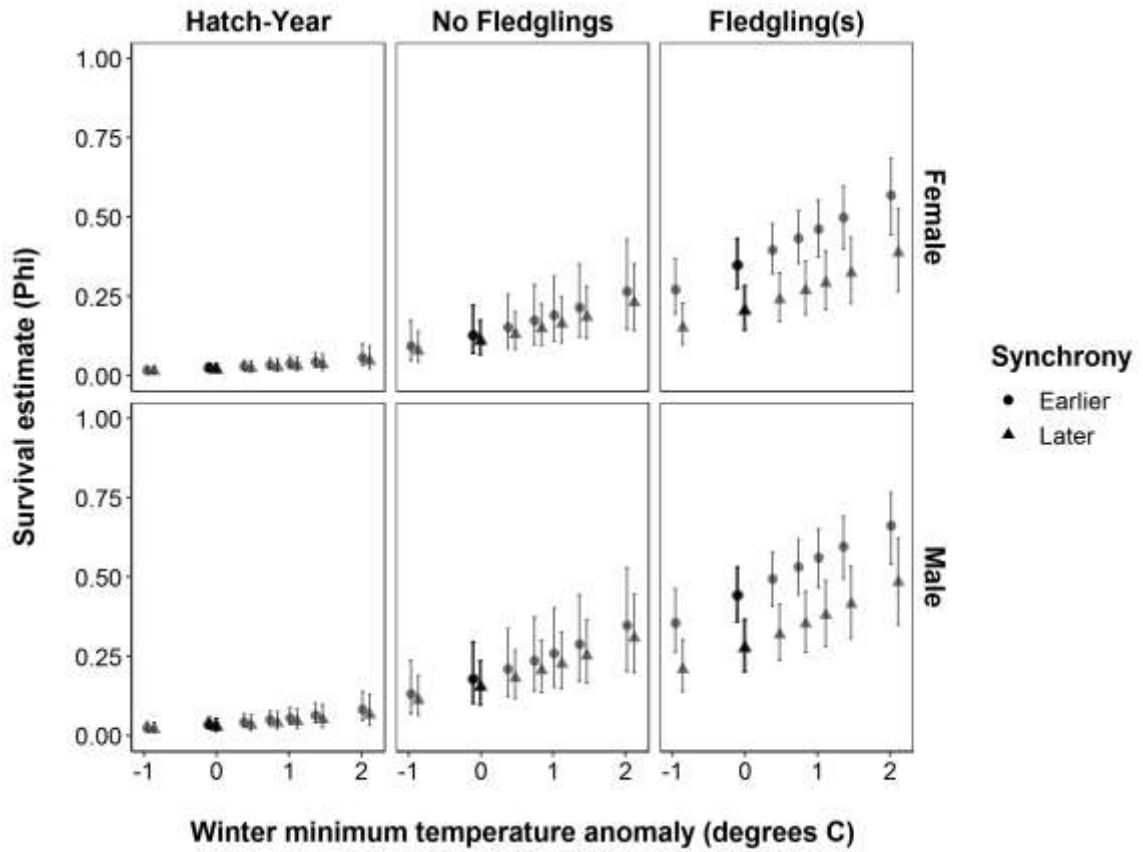 Hatch-Year No Fledglings Fledgling(s)
1.00
0.75
0.50
0.25
0.00
Female
1.00
0.75
0.50
0.25
0.00
Male
-1 0 1 2 -1 0 1 2 -1 0 1 2
Survival estimate (Phi)
Winter minimum temperature anomaly (degrees C)
Synchrony
Earlier
Later